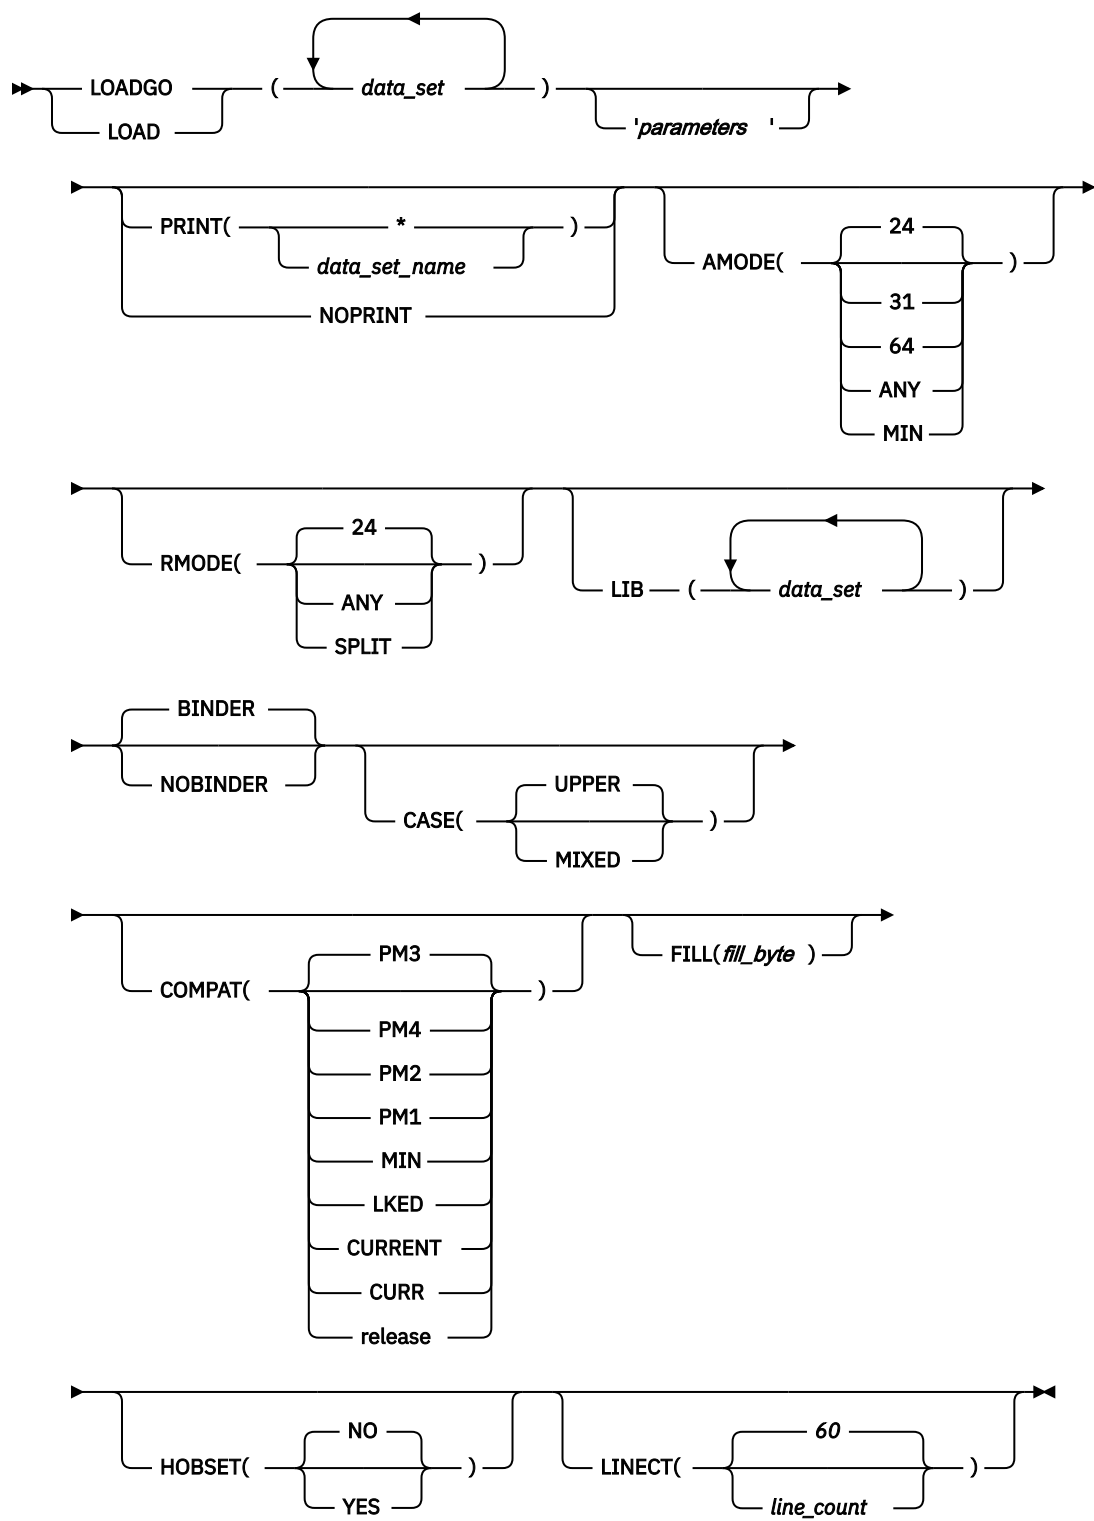 LOADGO ( data_set )
LOAD
'parameters '
PRINT( * )
data_set_name
NOPRINT
AMODE( 24 )
31
64
ANY
MIN
RMODE( 24 )
ANY
SPLIT
LIB ( data_set )
BINDER
NOBINDER
CASE( UPPER )
MIXED
COMPAT( PM3 )
PM4
PM2
PM1
MIN
LKED
CURRENT
CURR
release
FILL( fill_byte )
HOBSET( NO )
YES
LINECT( 60 )
line_count